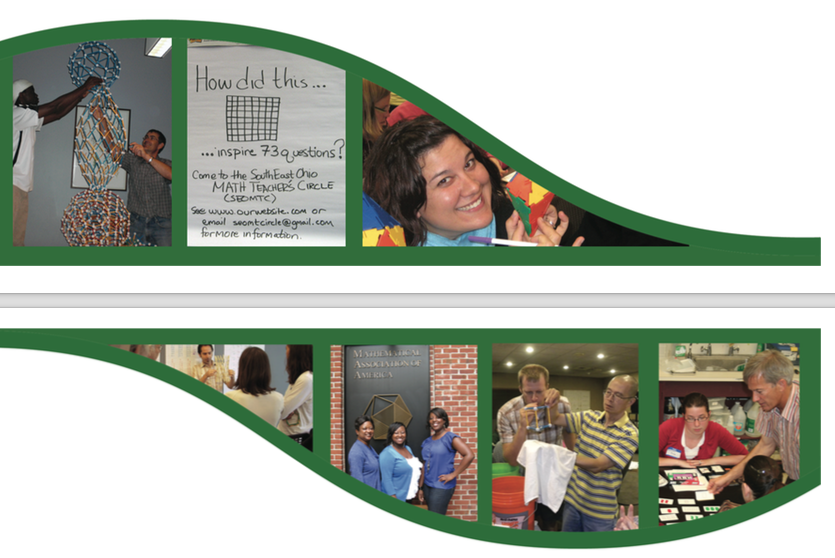 How did this...
...inspire 73 questions?
Come to the SouthEast Ohio
MATH TEACHER'S CIRCLE
(SEOMTC)
See www.ourwebsite.com or
email seomtcircle@gmail.com
for more information.
MATHEMATICAL
ASSOCIATION OF
AMERICA